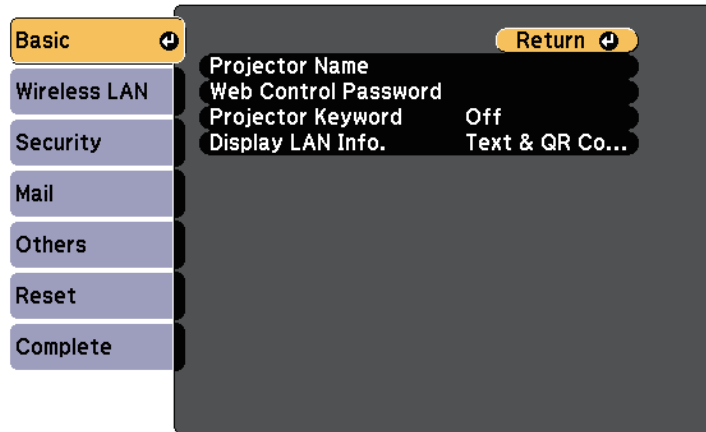 Basic
Wireless LAN
Security
Mail
Others
Reset
Complete
Return
Projector Name
Web Control Password
Projector Keyword Off
Display LAN Info. Text & QR Co...